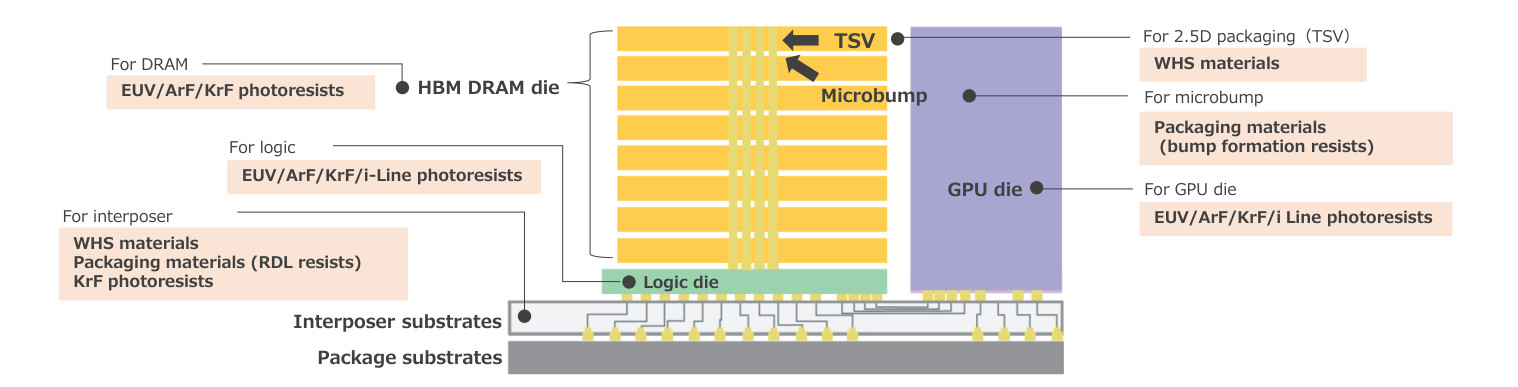 For DRAM
EUV/ArF/KrF photoresists
HBM DRAM die
For logic
EUV/ArF/KrF/i-Line photoresists
For interposer
WHS materials
Packaging materials (RDL resists)
KrF photoresists
TSV
Microbump
GPU die
Logic die
Interposer substrates
Package substrates
For 2.5D packaging（TSV）
WHS materials
For microbump
Packaging materials
(bump formation resists)
For GPU die
EUV/ArF/KrF/i Line photoresists